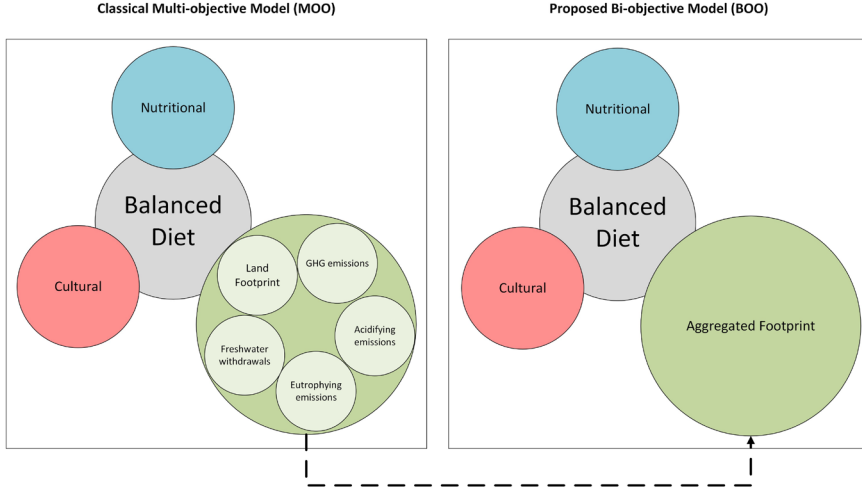 Classical Multi-objective Model (MOO)
Nutritional
Balanced
Diet
Cultural
Land
Footprint
GHG emissions
Acidifying
emissions
Freshwater
withdrawals
Eutrophying
emissions
Proposed Bi-objective Model (BOO)
Nutritional
Balanced
Diet
Cultural
Aggregated Footprint